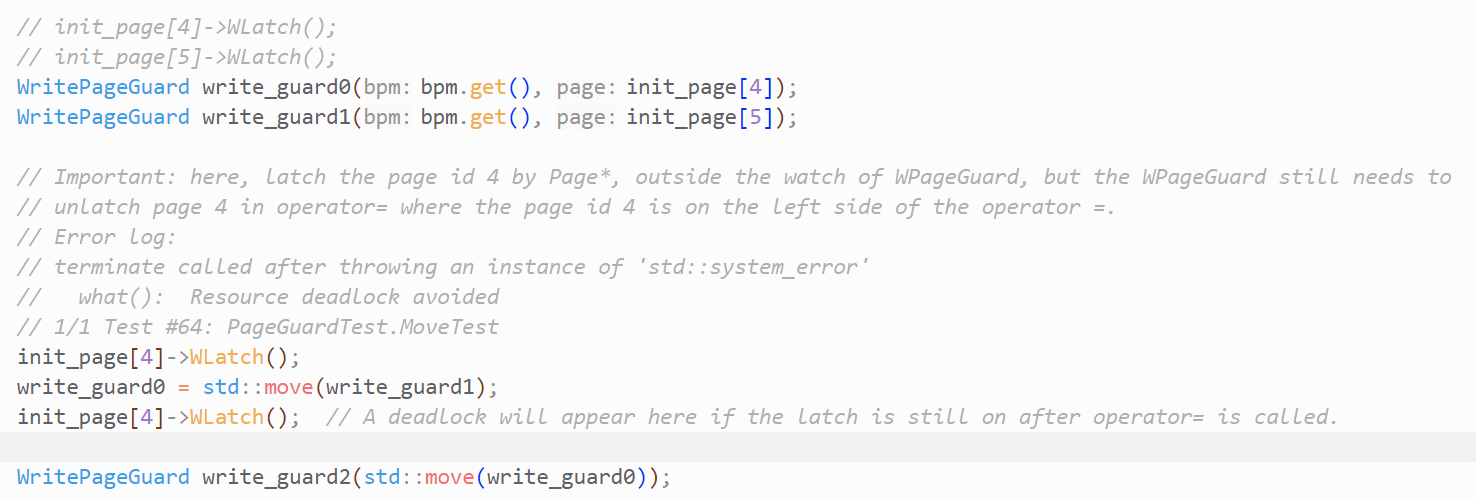 // init_page[4]->WLatch();
// init_page[5]->WLatch();
WritePageGuard write_guard0(bpm: bpm.get(), page: init_page[4]);
WritePageGuard write_guard1(bpm: bpm.get(), page: init_page[5]);
// Important: here, latch the page id 4 by Page*, outside the watch of WPageGuard, but the WPageGuard still needs to
// unlatch page 4 in operator= where the page id 4 is on the left side of the operator =.
// Error log:
// terminate called after throwing an instance of 'std::system_error'
//   what():  Resource deadlock avoided
// 1/1 Test #64: PageGuardTest.MoveTest
init_page[4]->WLatch();
write_guard0 = std::move(write_guard1);
init_page[4]->WLatch();  // A deadlock will appear here if the latch is still on after operator= is called.
WritePageGuard write_guard2(std::move(write_guard0));